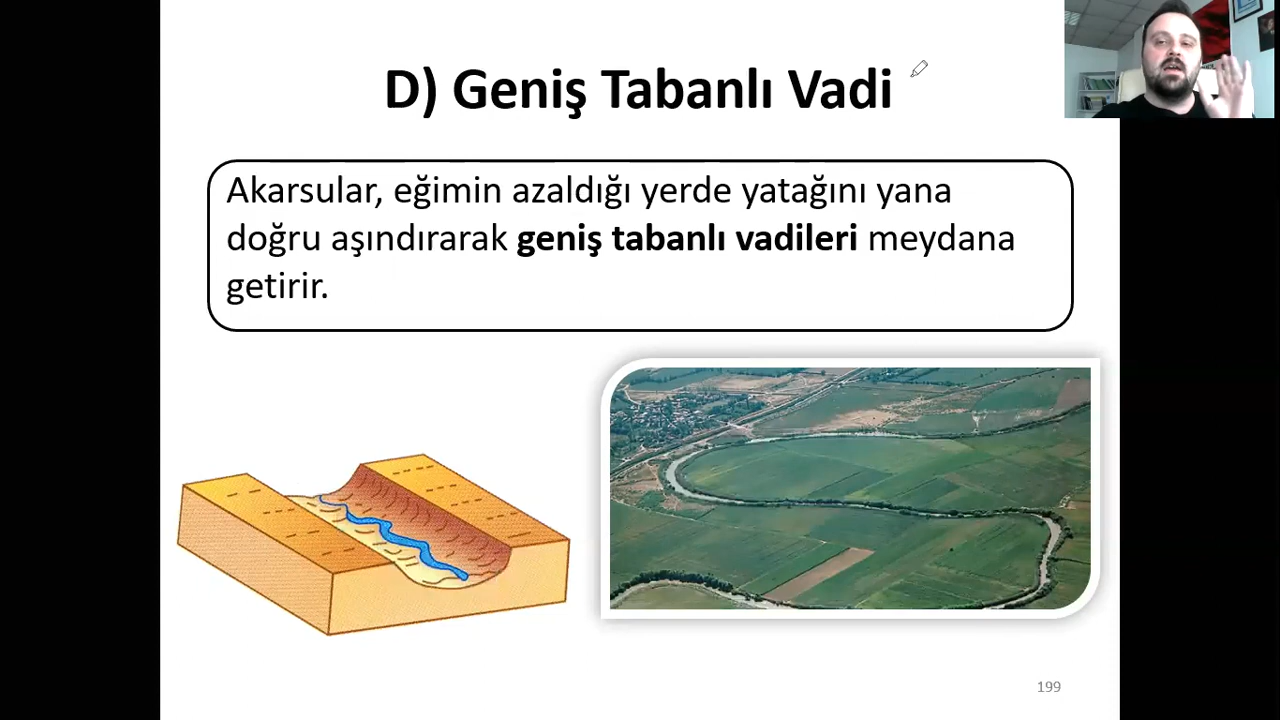 D) Geniş Tabanlı Vadi
Akarsular, eğimin azaldığı yerde yatağını yana
doğru aşındırarak geniş tabanlı vadileri meydana
getirir.
199